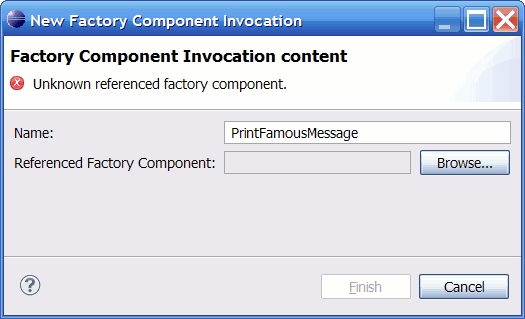 New Factory Component Invocation
Factory Component Invocation content
Unknown referenced factory component.
Name: PrintFamousMessage
Referenced Factory Component: Browse...
? Finish Cancel